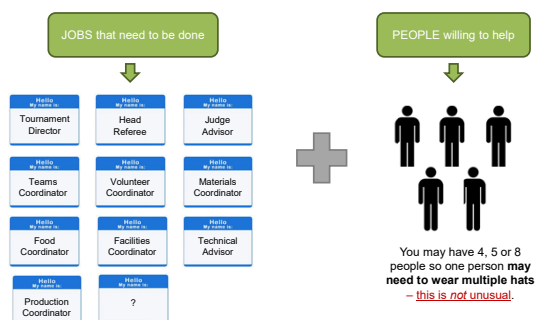 JOBS that need to be done
PEOPLE willing to help
Hello
My name is:
Tournament
Director
Hello
My name is:
Head
Referee
Hello
My name is:
Judge
Advisor
Hello
My name is:
Teams
Coordinator
Hello
My name is:
Volunteer
Coordinator
Hello
My name is:
Materials
Coordinator
Hello
My name is:
Food
Coordinator
Hello
My name is:
Facilities
Coordinator
Hello
My name is:
Technical
Advisor
Hello
My name is:
Production
Coordinator
Hello
My name is:
?
You may have 4, 5 or 8
people so one person may
need to wear multiple hats
– this is not unusual.